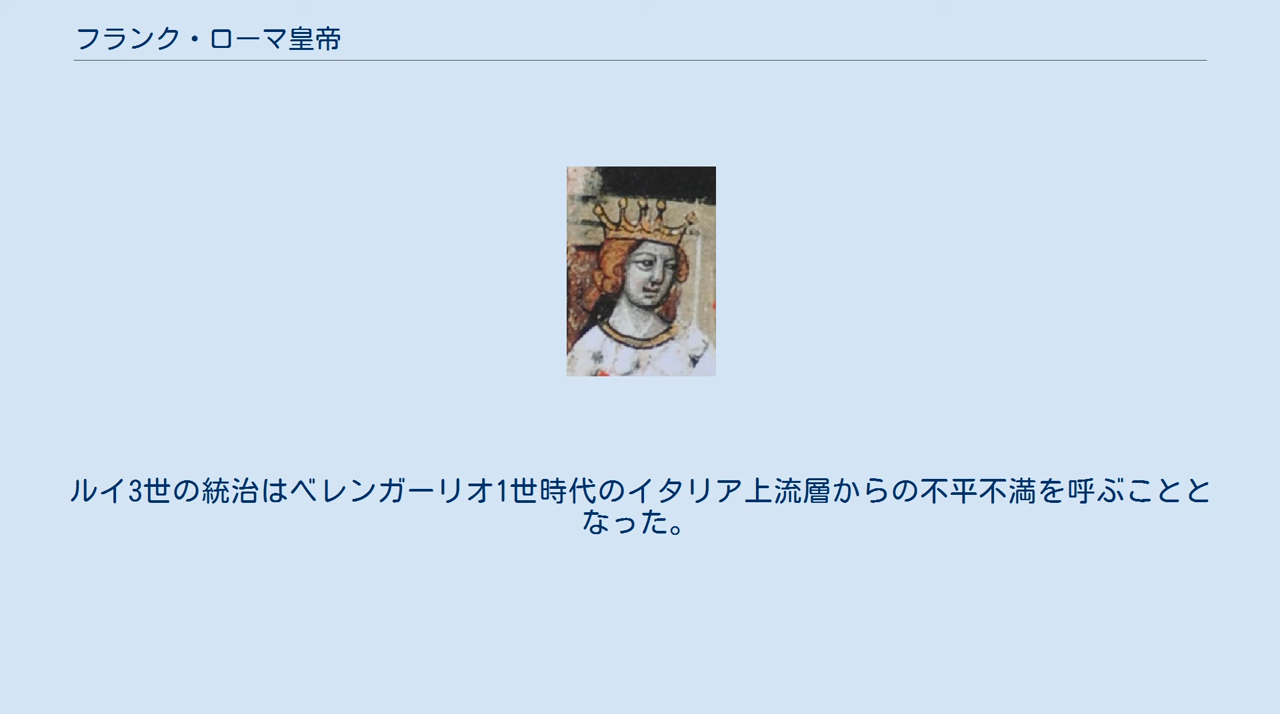 フランク・ローマ皇帝
ルイ3世の統治はベレンガーリオ1世時代のイタリア上流層からの不平不満を呼ぶことと
なった。